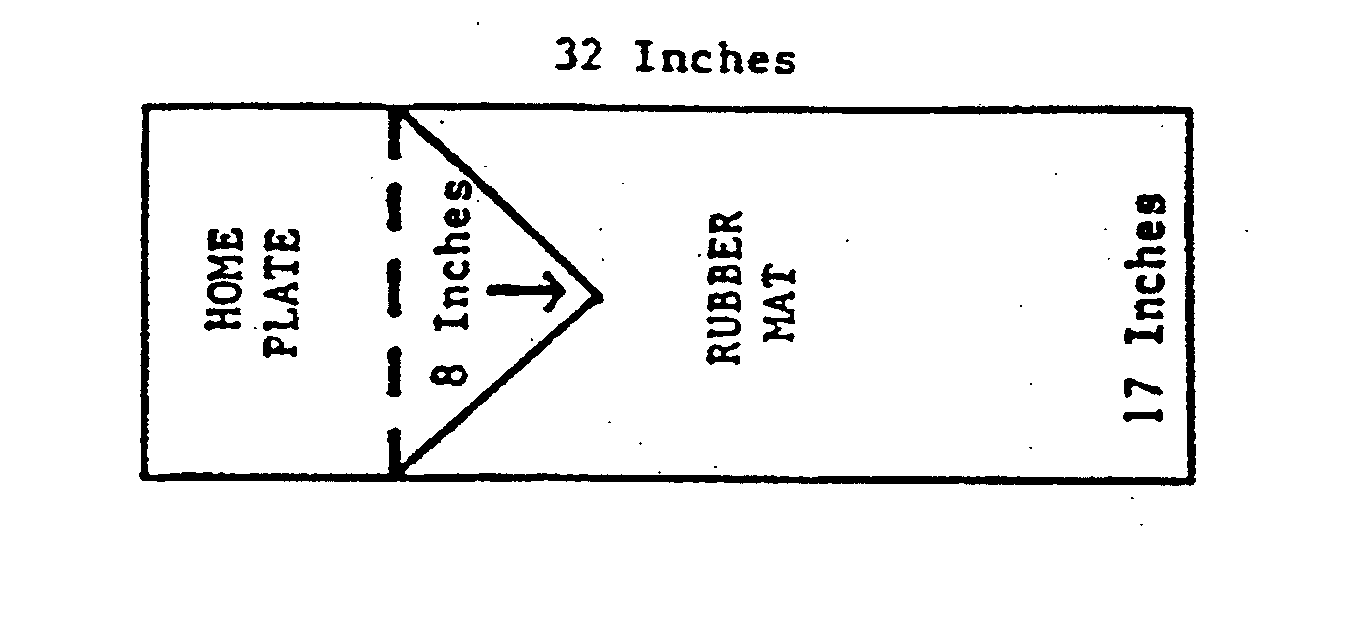 32 Inches
HOME
PLATE
8 Inches
RUBBER
MAT
17 Inches